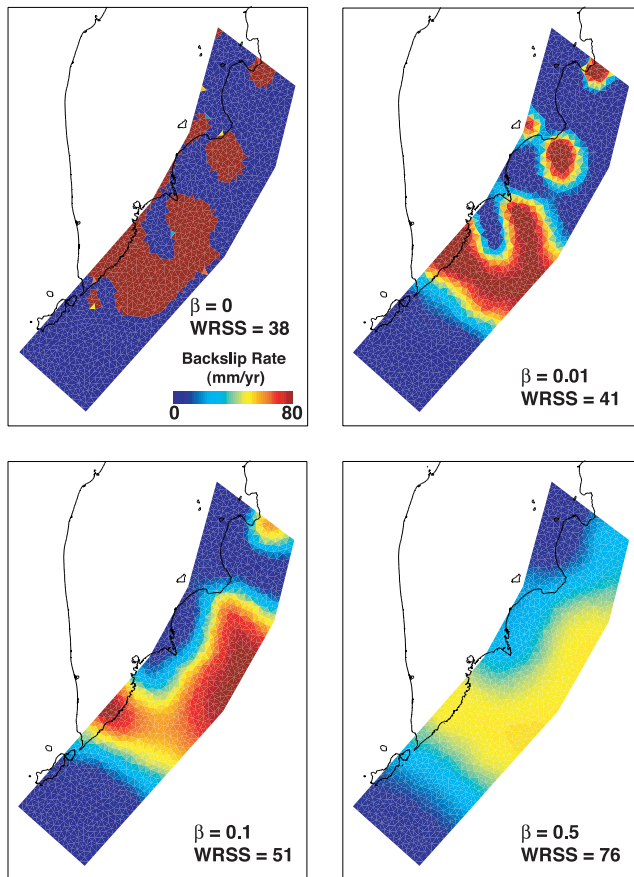 β = 0
WRSS = 38
Backslip Rate
(mm/yr)
0 80
β = 0.01
WRSS = 41
β = 0.1
WRSS = 51
β = 0.5
WRSS = 76